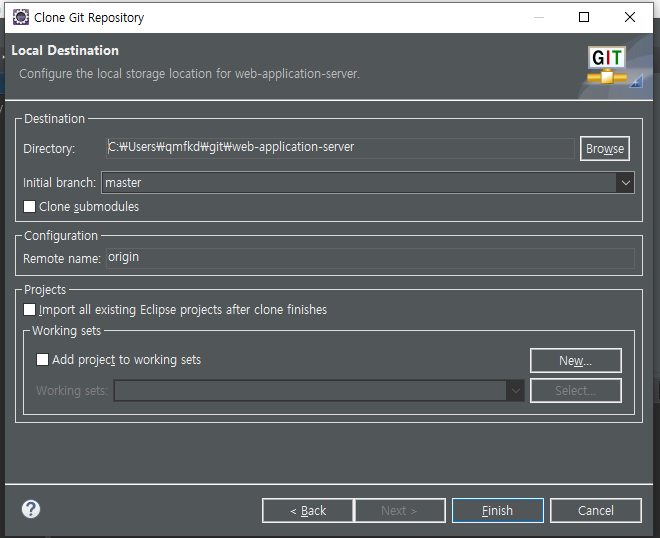 Clone Git Repository
Local Destination
Configure the local storage location for web-application-server.
GIT
Destination
Directory: C:₩Users₩qmfkd₩git₩web-application-server Browse
Initial branch: master
Clone submodules
Configuration
Remote name: origin
Projects
Import all existing Eclipse projects after clone finishes
Working sets
Add project to working sets New...
Working sets: Select...
? < Back Next > Finish Cancel